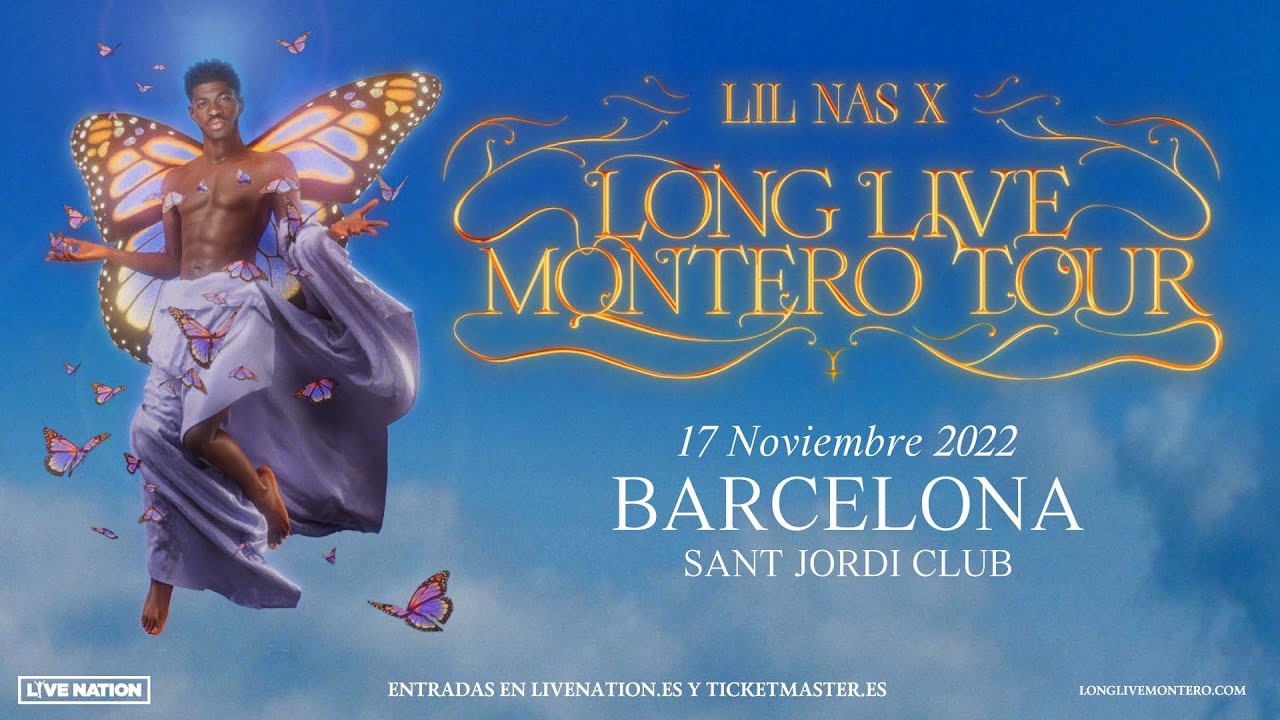 LIL NAS X
LONG LIVE
MONTERO TOUR
17 Noviembre 2022
BARCELONA
SANT JORDI CLUB
LIVE NATION
ENTRADAS EN LIVENATION.ES Y TICKETMASTER.ES
LONGLIVEMONTERO.COM